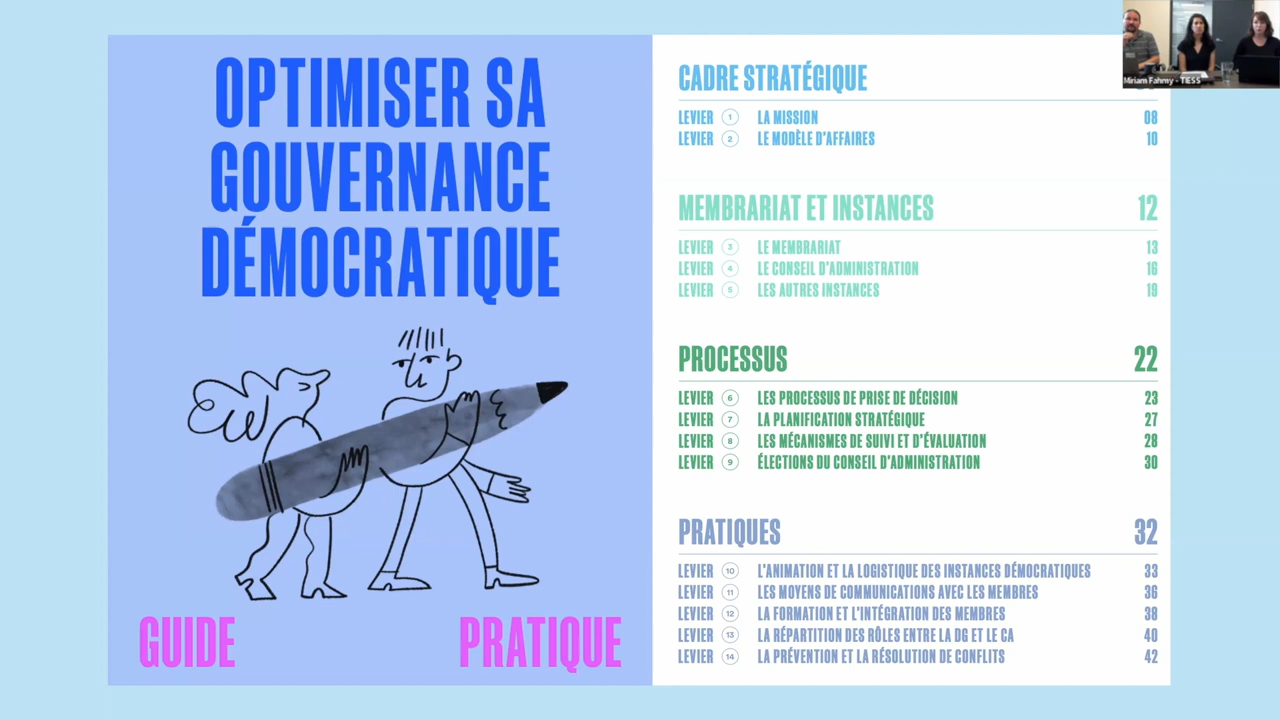 OPTIMISER SA
GOUVERNANCE
DÉMOCRATIQUE
GUIDE PRATIQUE
CADRE STRATÉGIQUE
LEVIER 1 LA MISSION 08
LEVIER 2 LE MODÈLE D'AFFAIRES 10
MEMBRARIAT ET INSTANCES 12
LEVIER 3 LE MEMBRARIAT 13
LEVIER 4 LE CONSEIL D'ADMINISTRATION 16
LEVIER 5 LES AUTRES INSTANCES 19
PROCESSUS 22
LEVIER 6 LES PROCESSUS DE PRISE DE DÉCISION 23
LEVIER 7 LA PLANIFICATION STRATÉGIQUE 27
LEVIER 8 LES MÉCANISMES DE SUIVI ET D'ÉVALUATION 28
LEVIER 9 ÉLECTIONS DU CONSEIL D'ADMINISTRATION 30
PRATIQUES 32
LEVIER 10 L'ANIMATION ET LA LOGISTIQUE DES INSTANCES DÉMOCRATIQUES 33
LEVIER 11 LES MOYENS DE COMMUNICATIONS AVEC LES MEMBRES 36
LEVIER 12 LA FORMATION ET L'INTÉGRATION DES MEMBRES 38
LEVIER 13 LA RÉPARTITION DES RÔLES ENTRE LA DG ET LE CA 40
LEVIER 14 LA PRÉVENTION ET LA RÉSOLUTION DE CONFLITS 42
Miriam Fahmy - TIESS